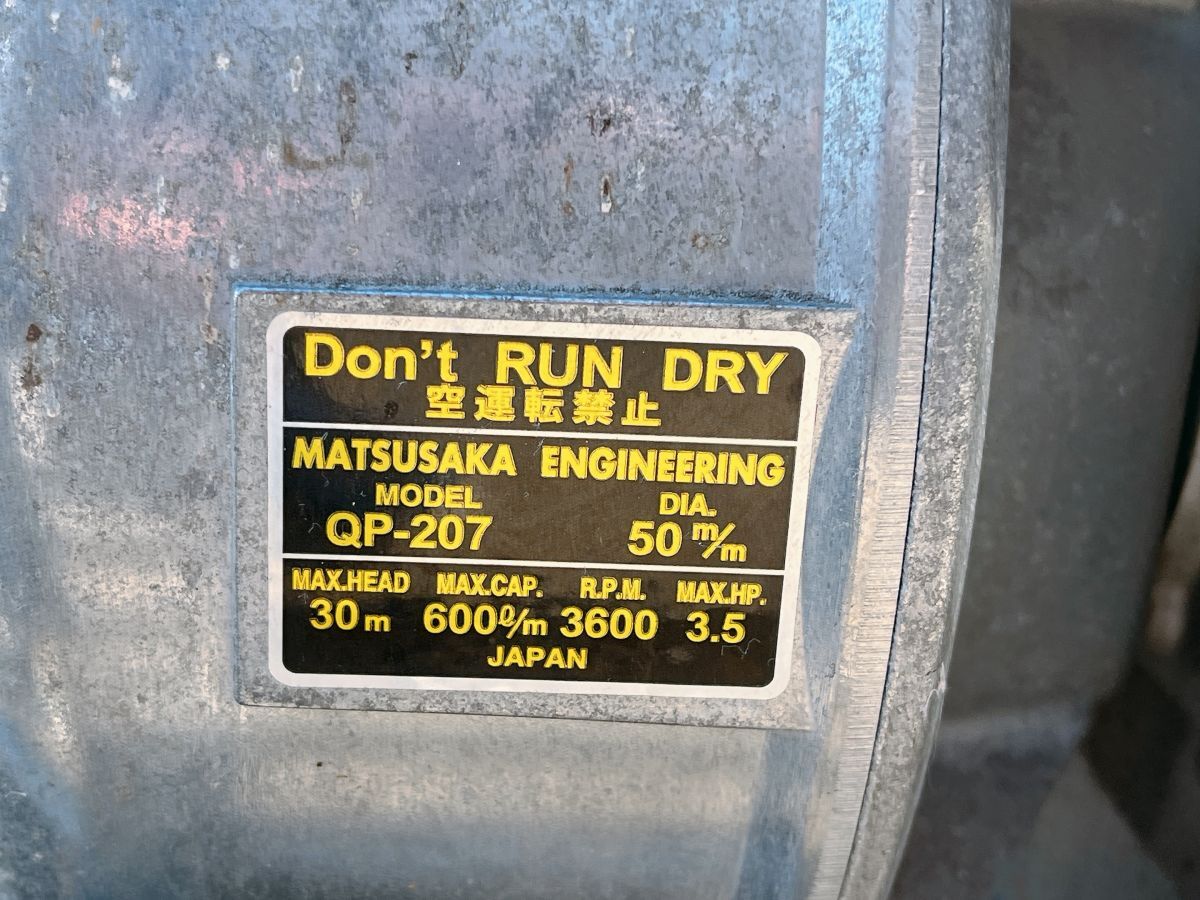 Don't RUN DRY
空運転禁止
MATSUSAKA ENGINEERING
MODEL DIA.
QP-207 50 m/m
MAX.HEAD MAX.CAP. R.P.M. MAX.HP.
30m 600ℓ/m 3600 3.5
JAPAN